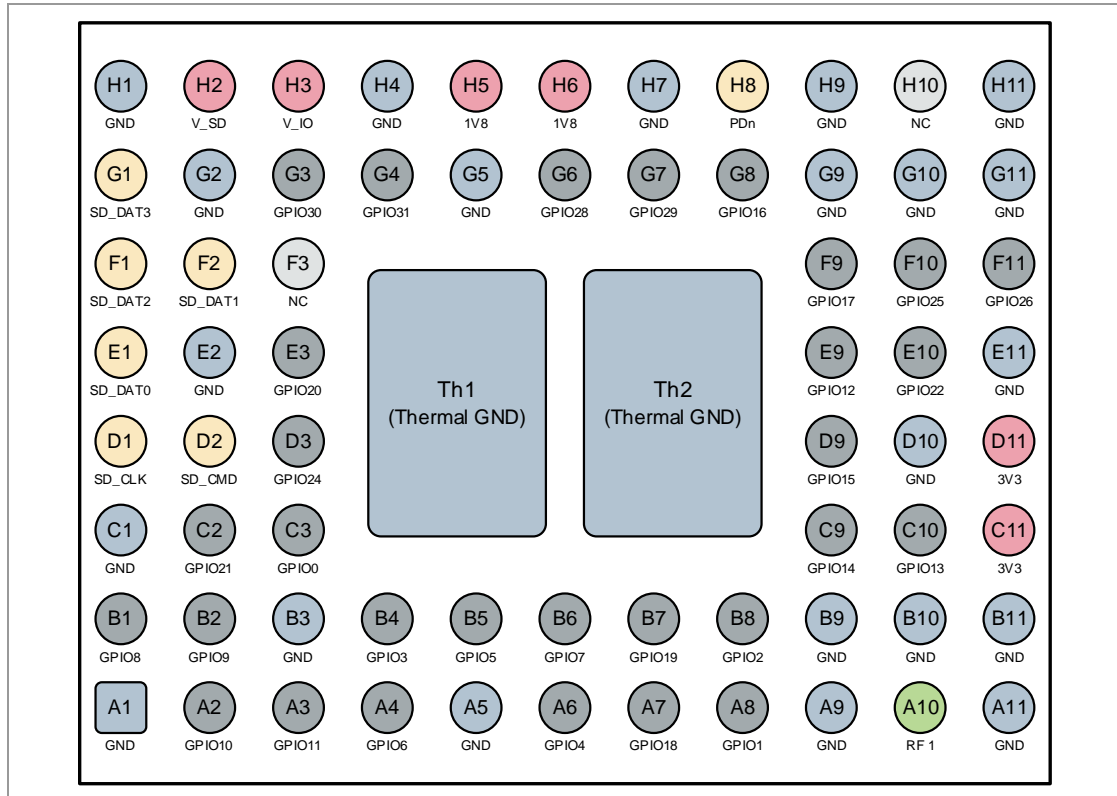 H1 H2 H3 H4 H5 H6 H7 H8 H9 H10 H11
GND V_SD V_IO GND 1V8 1V8 GND PDn GND NC GND
G1 G2 G3 G4 G5 G6 G7 G8 G9 G10 G11
SD_DAT3 GND GPIO30 GPIO31 GND GPIO28 GPIO29 GPIO16 GND GND GND
F1 F2 F3 F9 F10 F11
SD_DAT2 SD_DAT1 NC GPIO17 GPIO25 GPIO26
E1 E2 E3 E9 E10 E11
SD_DAT0 GND GPIO20 GPIO12 GPIO22 GND
Th1 Th2
(Thermal GND) (Thermal GND)
D1 D2 D3 D9 D10 D11
SD_CLK SD_CMD GPIO24 GPIO15 GND 3V3
C1 C2 C3 C9 C10 C11
GND GPIO21 GPIO0 GPIO14 GPIO13 3V3
B1 B2 B3 B4 B5 B6 B7 B8 B9 B10 B11
GPIO8 GPIO9 GND GPIO3 GPIO5 GPIO7 GPIO19 GPIO2 GND GND GND
A1 A2 A3 A4 A5 A6 A7 A8 A9 A10 A11
GND GPIO10 GPIO11 GPIO6 GND GPIO4 GPIO18 GPIO1 GND RF 1 GND